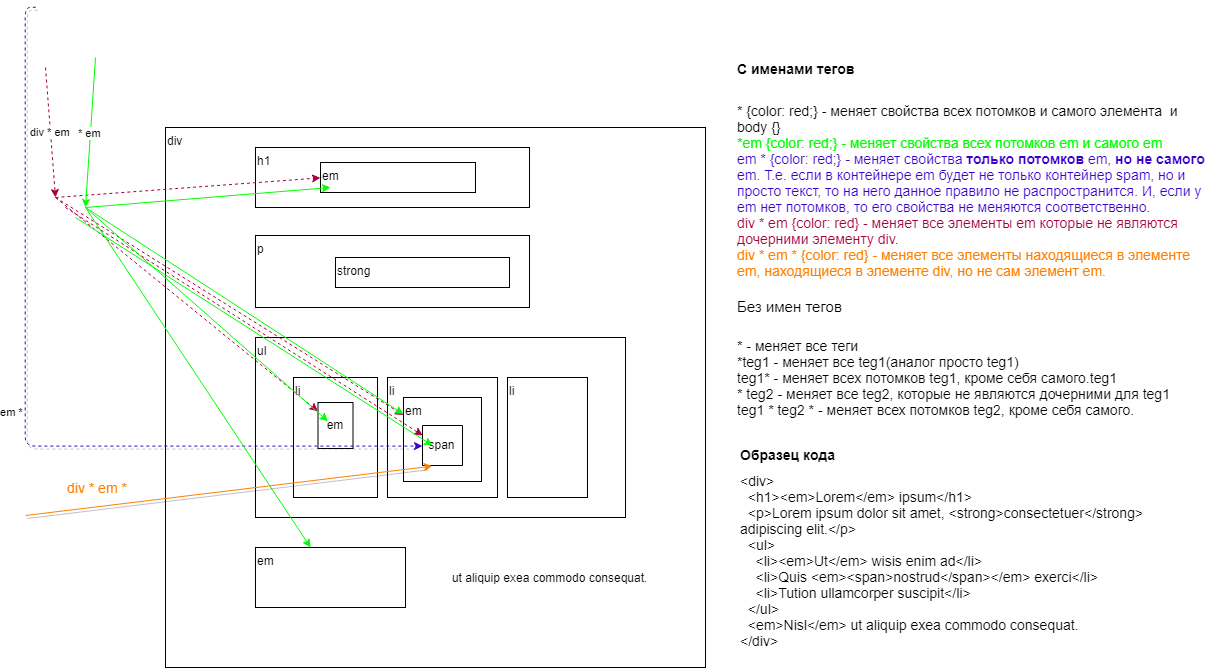 div * em
* em
div
h1
em
p
strong
ul
li
em
li
em
span
li
em *
div * em *
em
ut aliquip exea commodo consequat.
С именами тегов
* {color: red;} - меняет свойства всех потомков и самого элемента и
body {}
*em {color: red;} - меняет свойства всех потомков em и самого em
em * {color: red;} - меняет свойства только потомков em, но не самого
em. Т.е. если в контейнере em будет не только контейнер spam, но и
просто текст, то на него данное правило не распространится. И, если у
em нет потомков, то его свойства не меняются соответственно.
div * em {color: red} - меняет все элементы em которые не являются
дочерними элементу div.
div * em * {color: red} - меняет все элементы находящиеся в элементе
em, находящиеся в элементе div, но не сам элемент em.
Без имен тегов
* - меняет все теги
*teg1 - меняет все teg1(аналог просто teg1)
teg1* - меняет всех потомков teg1, кроме себя самого.teg1
* teg2 - меняет все teg2, которые не являются дочерними для teg1
teg1 * teg2 * - меняет всех потомков teg2, кроме себя самого.
Образец кода
<div>
<h1><em>Lorem</em> ipsum</h1>
<p>Lorem ipsum dolor sit amet, <strong>consectetuer</strong>
adipiscing elit.</p>
<ul>
<li><em>Ut</em> wisis enim ad</li>
<li>Quis <em><span>nostrud</span></em> exerci</li>
<li>Tution ullamcorper suscipit</li>
</ul>
<em>Nisl</em> ut aliquip exea commodo consequat.
</div>